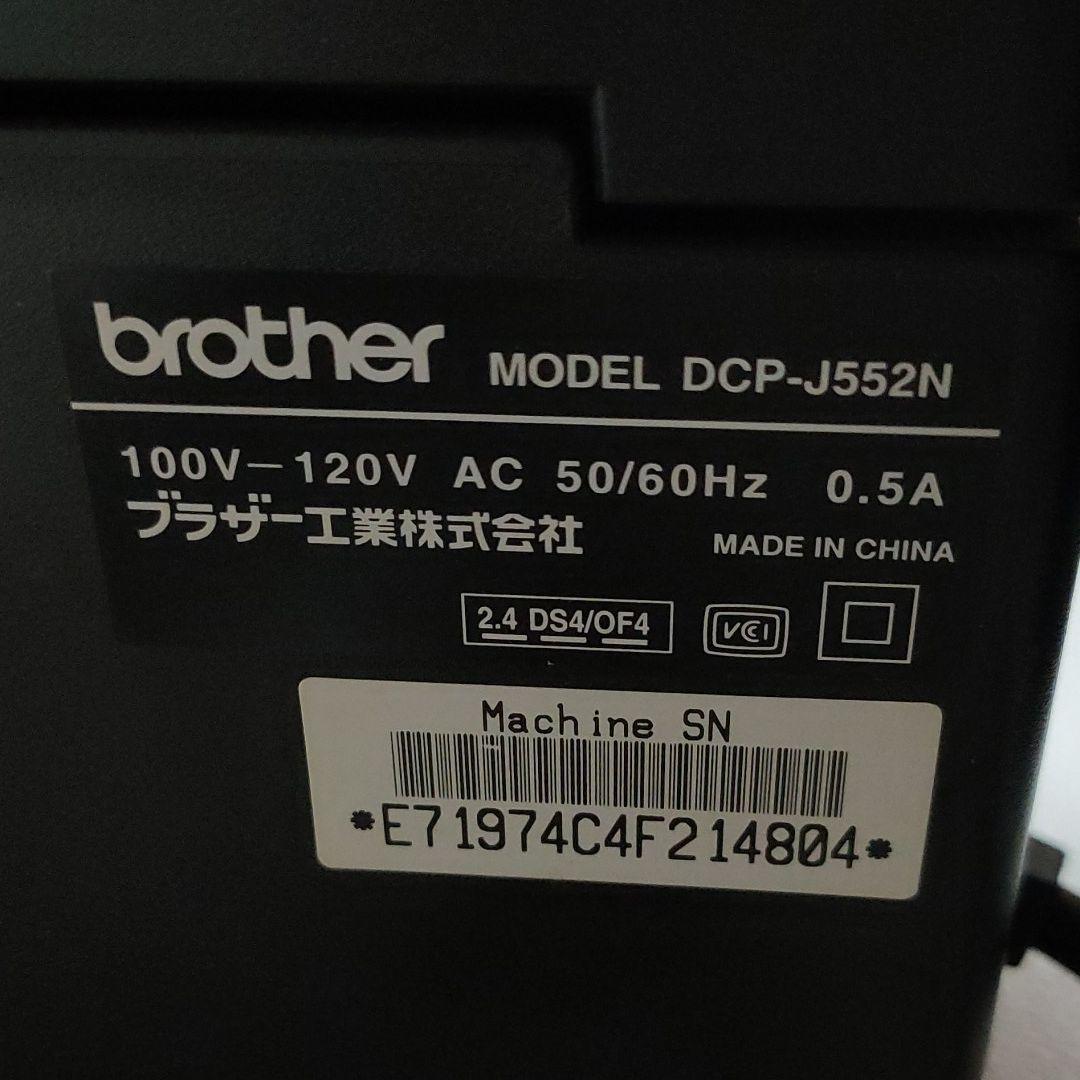 brother MODEL DCP-J552N
100V－120V AC 50/60Hz 0.5A
ブラザー工業株式会社
MADE IN CHINA
2.4 DS4/OF4
VCCI
Machine SN
*E71974C4F214804*